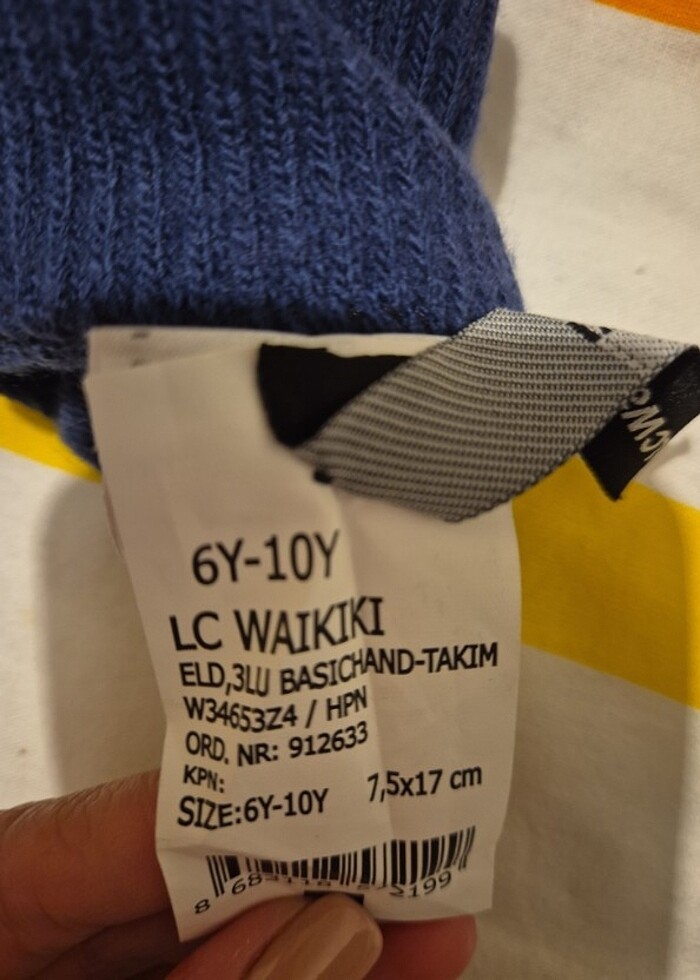 6Y-10Y
LC WAIKIKI
ELD,3LU BASICHAND-TAKIM
W34653Z4 / HPN
ORD. NR: 912633
KPN:
SIZE:6Y-10Y 7,5x17 cm